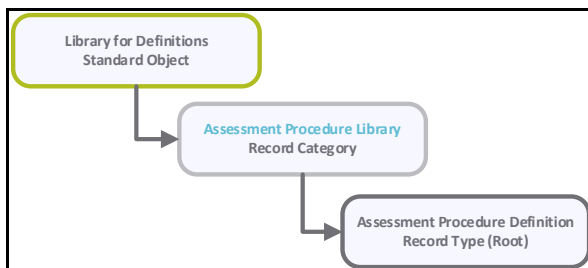 Library for Definitions
Standard Object
Assessment Procedure Library
Record Category
Assessment Procedure Definition
Record Type (Root)